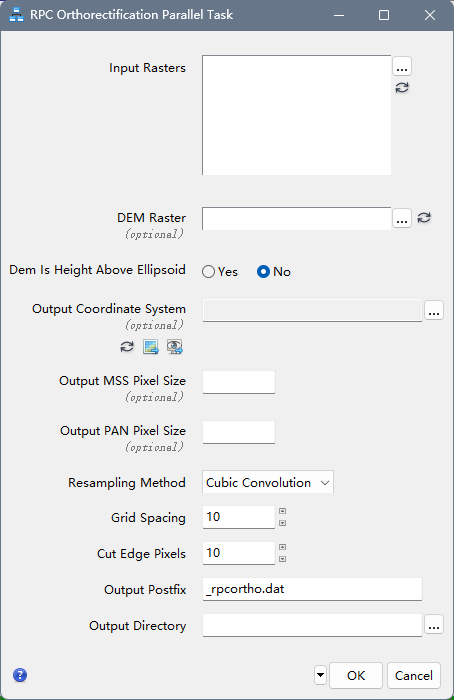 RPC Orthorectification Parallel Task
Input Rasters
...
DEM Raster
...
(optional)
Dem Is Height Above Ellipsoid
Yes
No
Output Coordinate System
...
(optional)
Output MSS Pixel Size
(optional)
Output PAN Pixel Size
(optional)
Resampling Method
Cubic Convolution
Grid Spacing
10
Cut Edge Pixels
10
Output Postfix
_rpcortho.dat
Output Directory
...
?
OK
Cancel